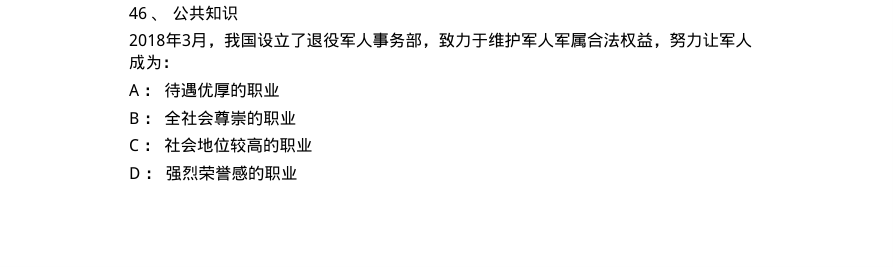 46 、 公共知识
2018年3月，我国设立了退役军人事务部，致力于维护军人军属合法权益，努力让军人
成为：
A ： 待遇优厚的职业
B ： 全社会尊崇的职业
C ： 社会地位较高的职业
D ： 强烈荣誉感的职业